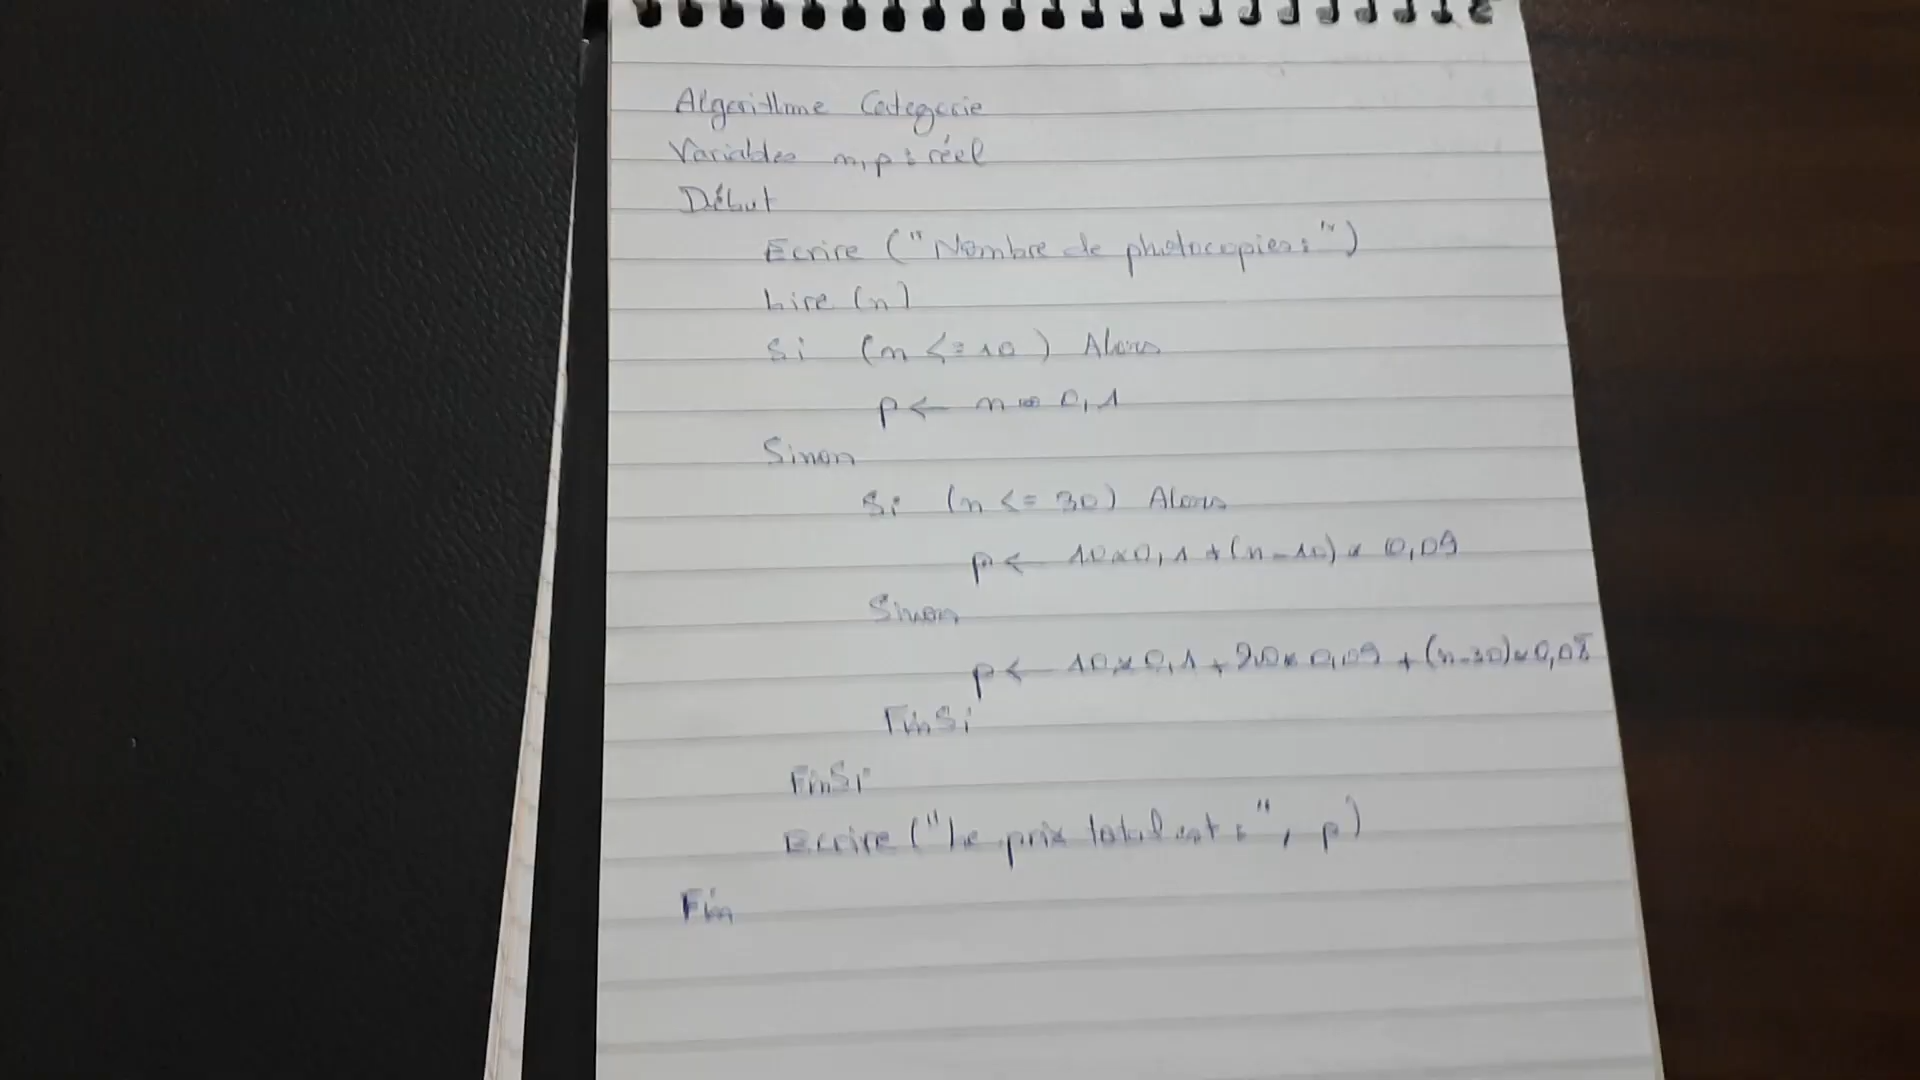 Algorithme Categorie
Variables n,p : réel
Début
Ecrire ("Nombre de photocopies:")
Lire (n)
Si (n <= 10) Alors
p ← n * 0,1
Sinon
Si (n <= 30) Alors
p ← 10*0,1 + (n-10) * 0,09
Sinon
p ← 10*0,1 + 20*0,09 + (n-30)*0,08
FinSi
FinSi
Ecrire ("Le prix total est :", p)
Fin